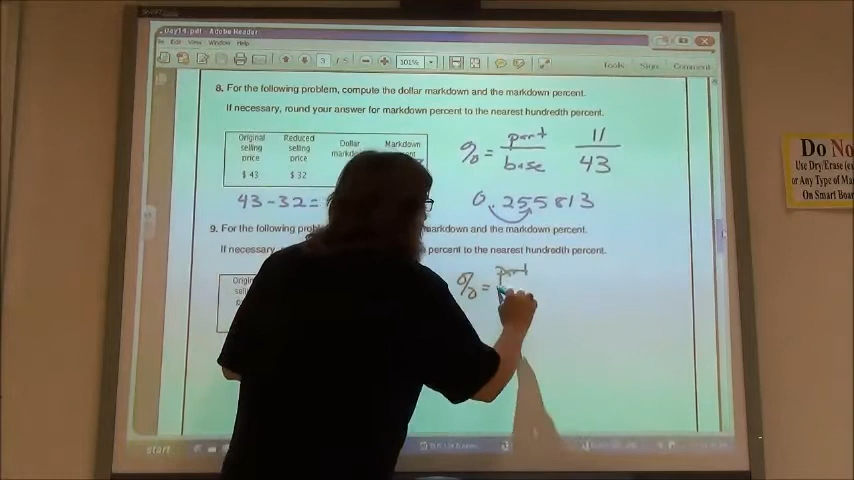 Day14.pdf - Adobe Reader
Edit View Window Help
3 / 5 101% Tools Sign Comment
8. For the following problem, compute the dollar markdown and the markdown percent.
If necessary, round your answer for markdown percent to the nearest hundredth percent.
Original selling price Reduced selling price Dollar Markdown
$ 43 $ 32
% = part / base 11 / 43
43 - 32 =
0.255813
9. For the following markdown and the markdown percent.
If necessary percent to the nearest hundredth percent.
% = part
start
Do No
Use Dry/Erase
or Any Type of
On Smart Board